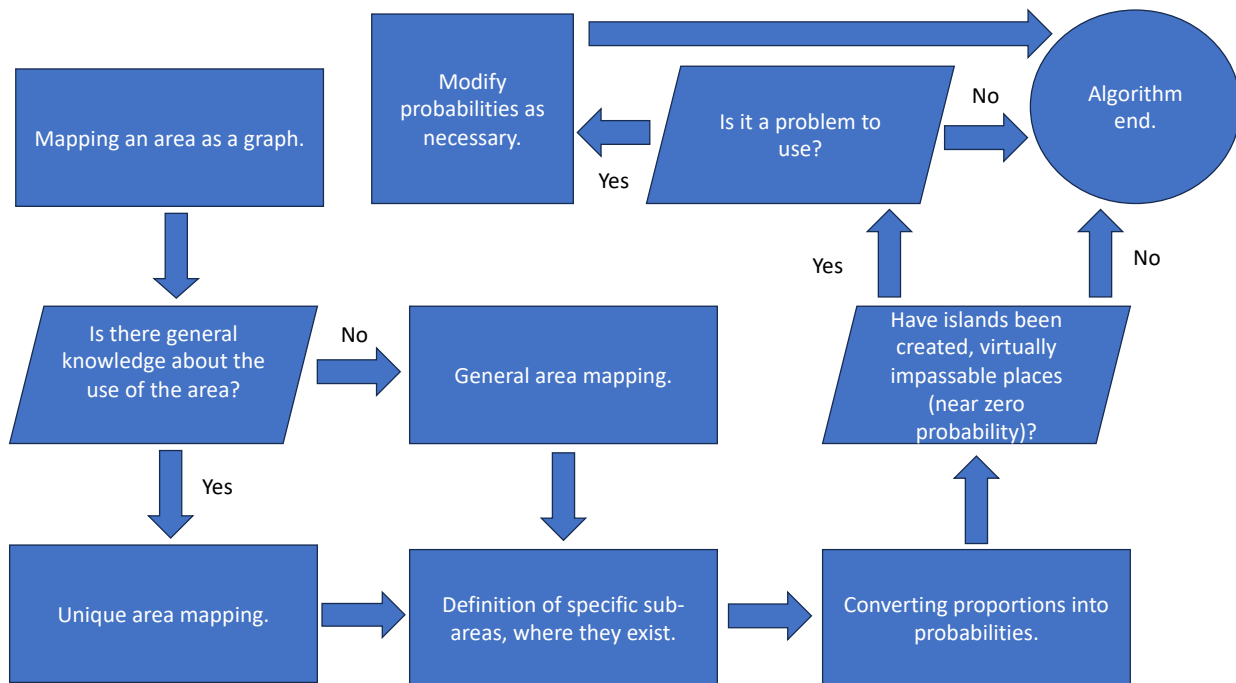 Mapping an area as a graph.
Modify
probabilities as
necessary.
Is it a problem to
use?
Algorithm
end.
No
Yes
Yes
No
Is there general
knowledge about the
use of the area?
No
General area mapping.
Have islands been
created, virtually
impassable places
(near zero
probability)?
Yes
Unique area mapping.
Definition of specific sub-
areas, where they exist.
Converting proportions into
probabilities.